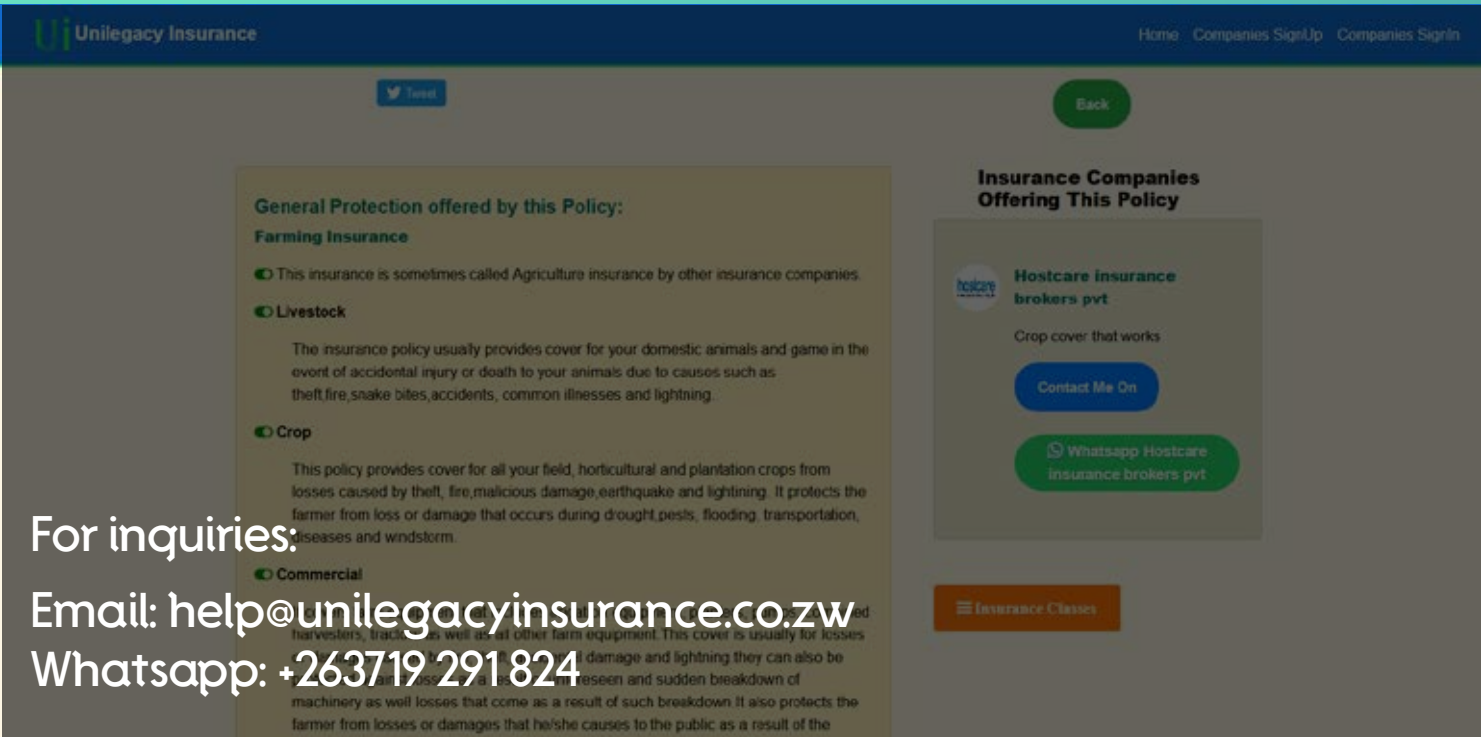 Ui Unilegacy Insurance
Home Companies SignUp Companies SignIn
Tweet
Back
General Protection offered by this Policy:
Farming Insurance
This insurance is sometimes called Agriculture insurance by other insurance companies.
Livestock
The insurance policy usually provides cover for your domestic animals and game in the
event of accidental injury or death to your animals due to causes such as
theft,fire,snake bites,accidents, common illnesses and lightning.
Crop
This policy provides cover for all your field, horticultural and plantation crops from
losses caused by theft, fire,malicious damage,earthquake and lightining. It protects the
farmer from loss or damage that occurs during drought,pests, flooding, transportation,
diseases and windstorm.
Commercial
harvesters, tractors as well as all other farm equipment.This cover is usually for losses
damage and lightning they can also be
unforeseen and sudden breakdown of
machinery as well losses that come as a result of such breakdown.It also protects the
farmer from losses or damages that he/she causes to the public as a result of the
Insurance Companies
Offering This Policy
hostcare
Hostcare insurance
brokers pvt
Crop cover that works
Contact Me On
Whatsapp Hostcare
insurance brokers pvt
Insurance Classes
For inquiries:
Email: help@unilegacyinsurance.co.zw
Whatsapp: +263719 291 824